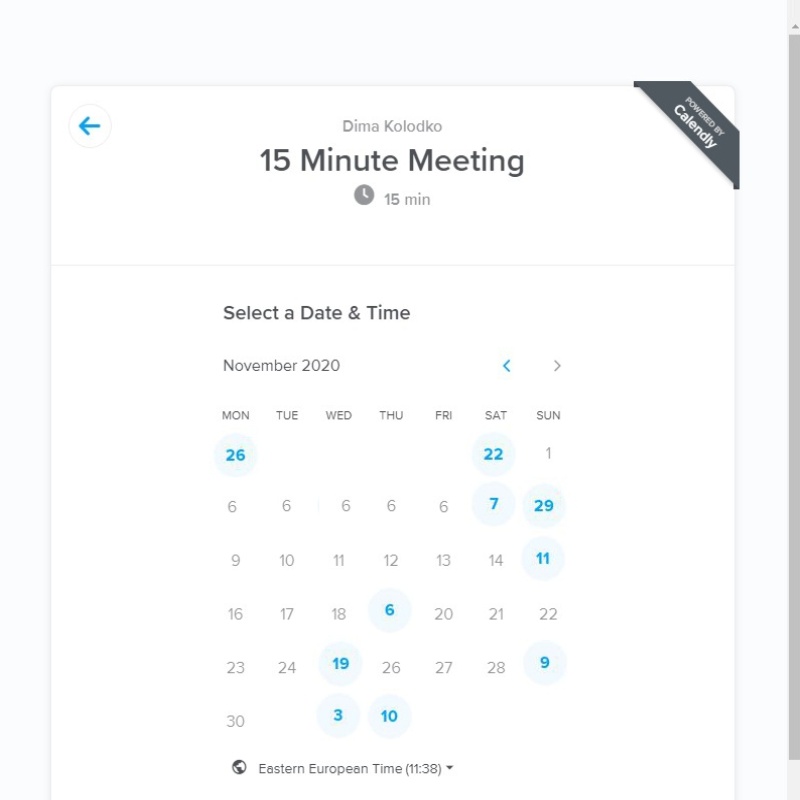 POWERED BY
Calendly
Dima Kolodko
15 Minute Meeting
15 min
Select a Date & Time
November 2020
MON TUE WED THU FRI SAT SUN
26 22 1
6 6 6 6 6 7 29
9 10 11 12 13 14 11
16 17 18 6 20 21 22
23 24 19 26 27 28 9
30 3 10
Eastern European Time (11:38)